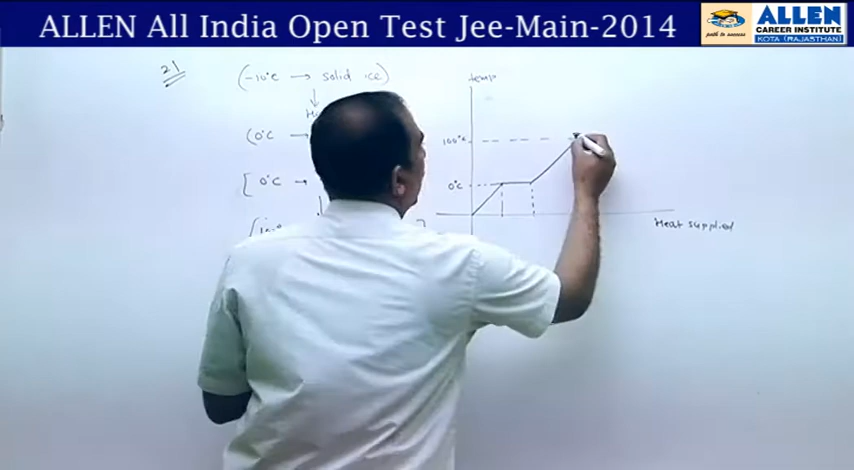 ALLEN All India Open Test Jee-Main-2014
ALLEN
CAREER INSTITUTE
KOTA (RAJASTHAN)
path to success
21
(-10°C → solid ice)
temp
(0°C →
100°C
[ 0°C →
0°C
Heat supplied